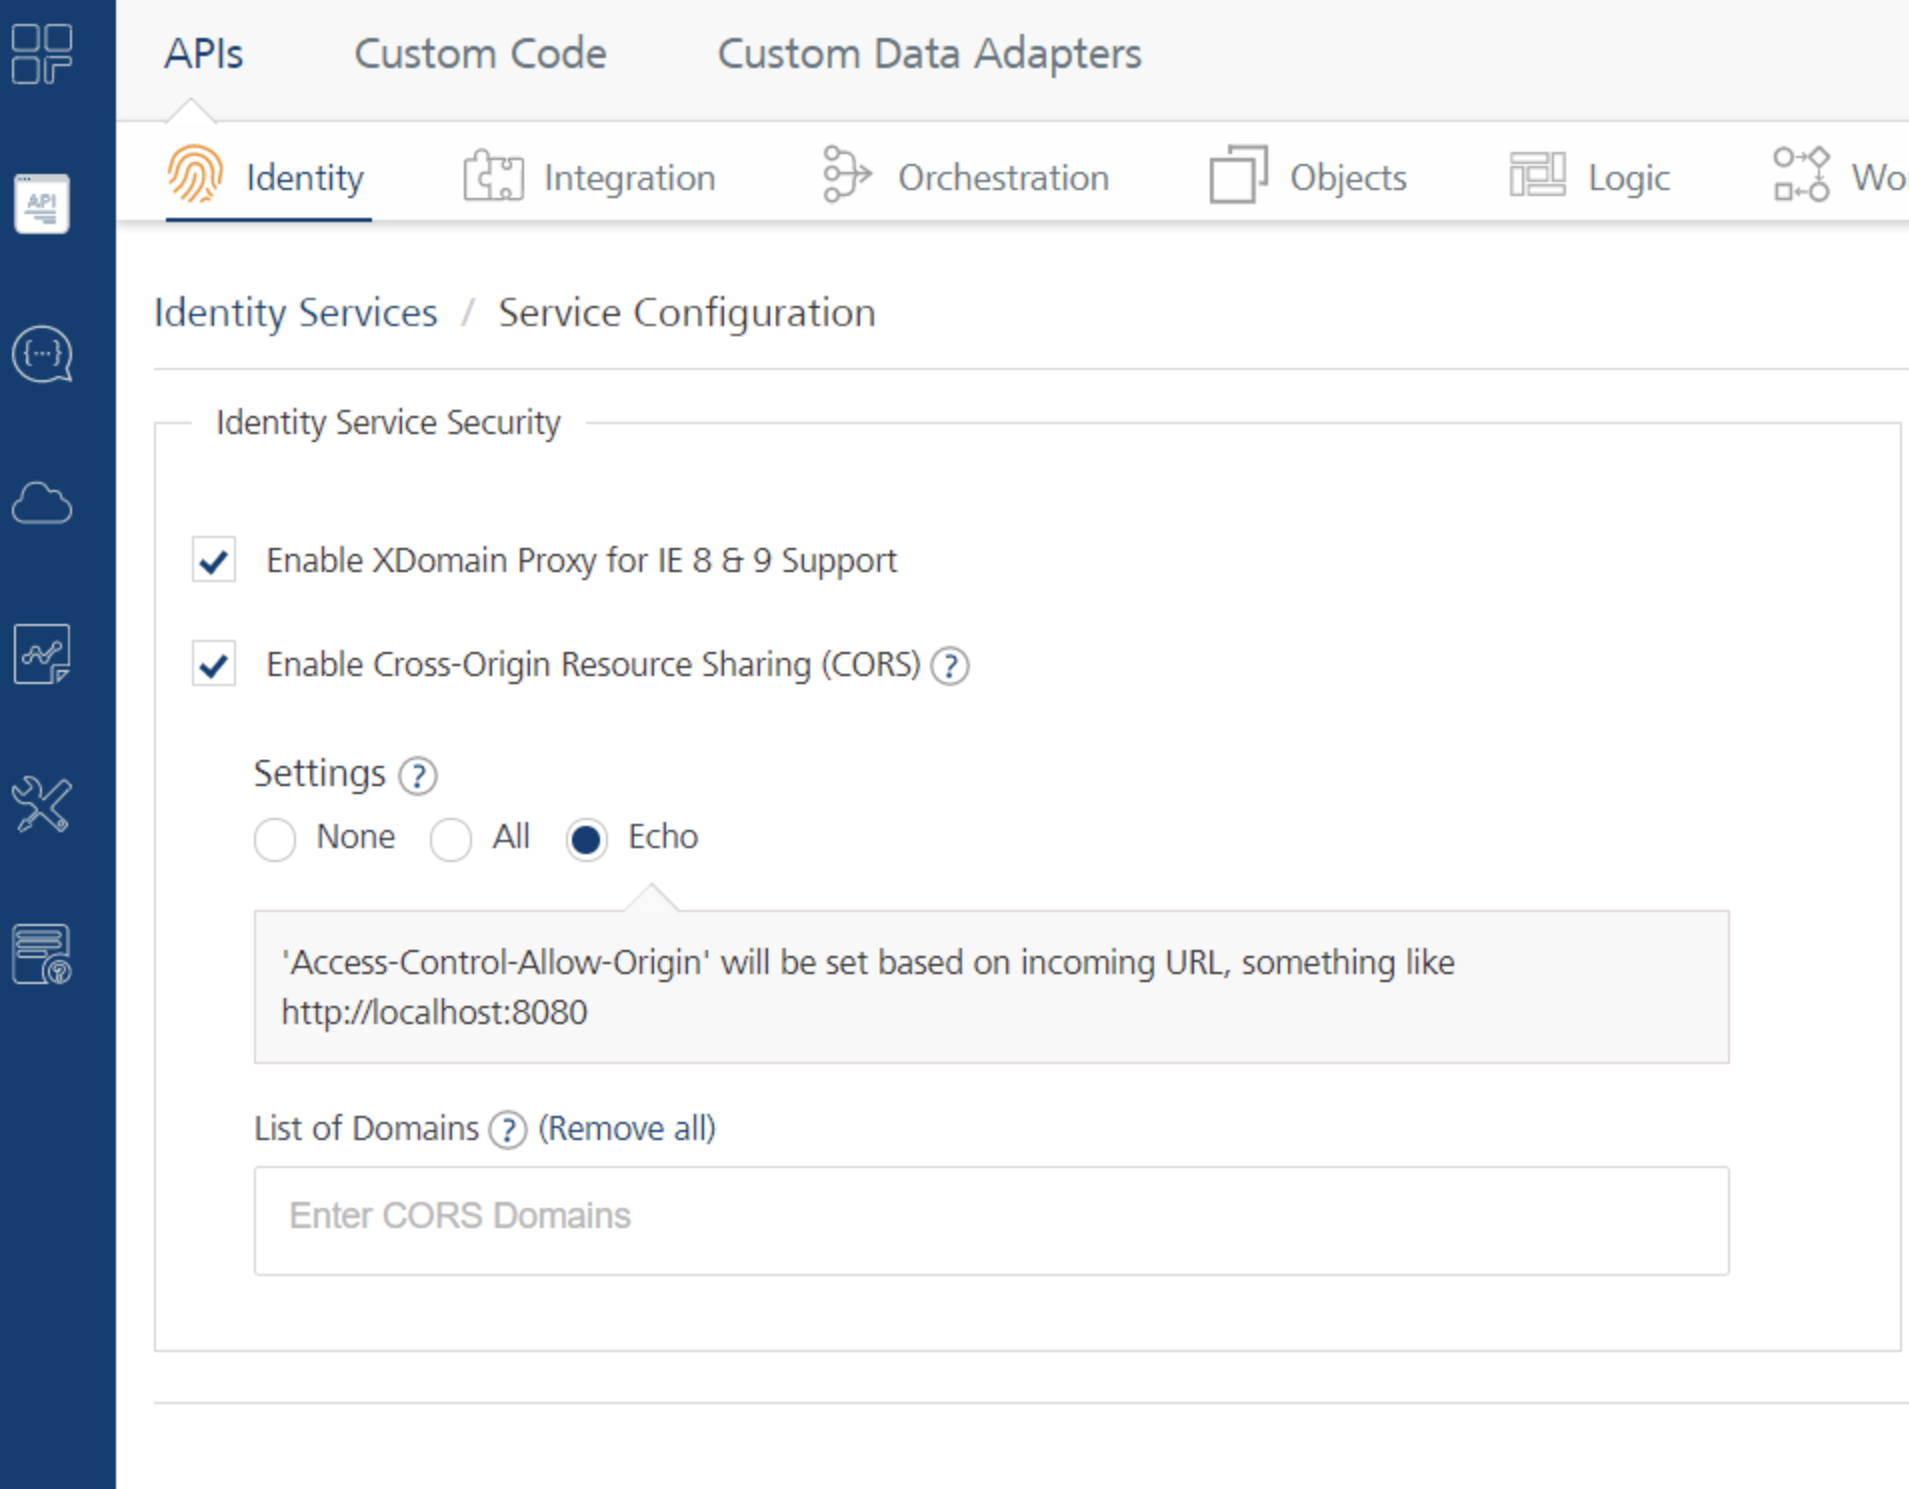 APIs Custom Code Custom Data Adapters
API
Identity Integration Orchestration Objects Logic
Identity Services / Service Configuration
Identity Service Security
Enable XDomain Proxy for IE 8 & 9 Support
Enable Cross-Origin Resource Sharing (CORS) ?
Settings ?
None All Echo
'Access-Control-Allow-Origin' will be set based on incoming URL, something like
http://localhost:8080
List of Domains ? (Remove all)
Enter CORS Domains